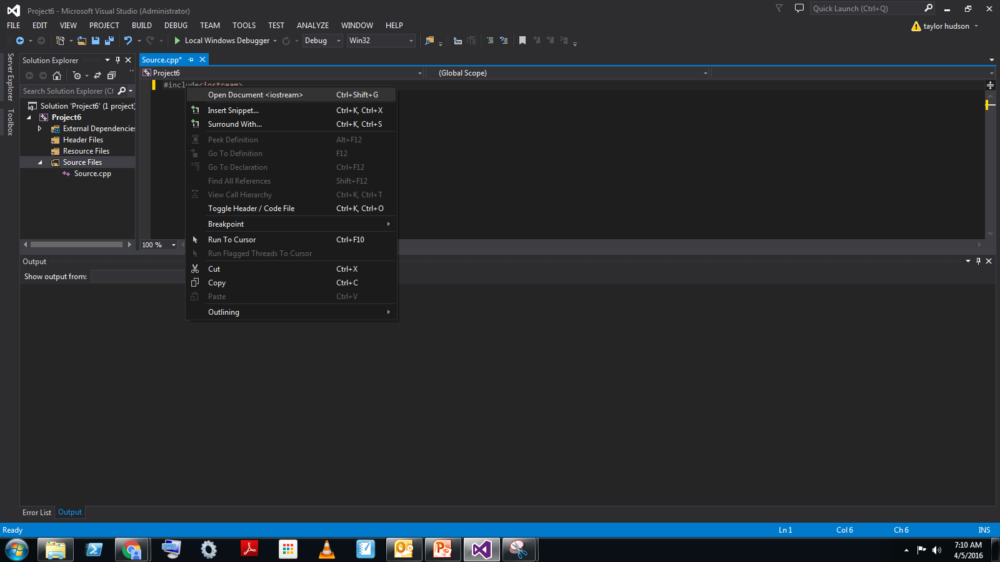 Project6 - Microsoft Visual Studio (Administrator)
Quick Launch (Ctrl+Q)
FILE EDIT VIEW PROJECT BUILD DEBUG TEAM TOOLS TEST ANALYZE WINDOW HELP
taylor hudson
Local Windows Debugger Debug Win32
Server Explorer
Toolbox
Solution Explorer
Search Solution Explorer (Ct
Solution 'Project6' (1 project)
Project6
External Dependencies
Header Files
Resource Files
Source Files
Source.cpp
Source.cpp*
Project6 (Global Scope)
#include<iostream>
Open Document <iostream> Ctrl+Shift+G
Insert Snippet... Ctrl+K, Ctrl+X
Surround With... Ctrl+K, Ctrl+S
Peek Definition Alt+F12
Go To Definition F12
Go To Declaration Ctrl+F12
Find All References Shift+F12
View Call Hierarchy Ctrl+K, Ctrl+T
Toggle Header / Code File Ctrl+K, Ctrl+O
Breakpoint
Run To Cursor Ctrl+F10
Run Flagged Threads To Cursor
Cut Ctrl+X
Copy Ctrl+C
Paste Ctrl+V
Outlining
100 %
Output
Show output from:
Error List Output
Ready Ln 1 Col 6 Ch 6 INS
7:10 AM
4/5/2016